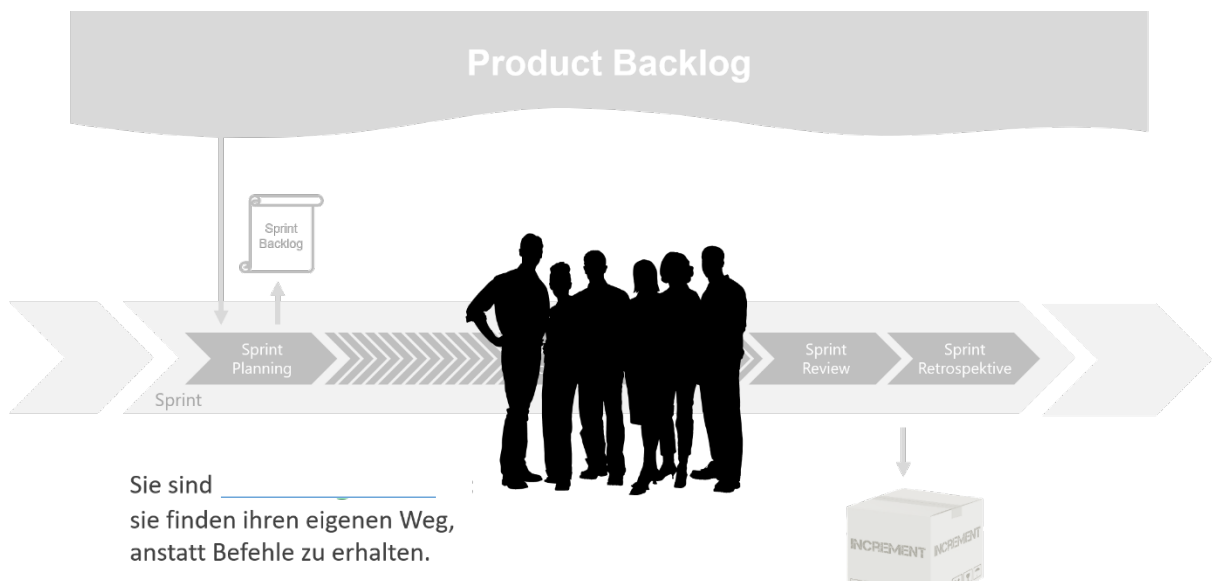 Product Backlog
Sprint
Backlog
Sprint
Planning
Sprint
Review
Sprint
Retrospektive
Sprint
Sie sind :
sie finden ihren eigenen Weg,
anstatt Befehle zu erhalten.
INCREMENT INCREMENT